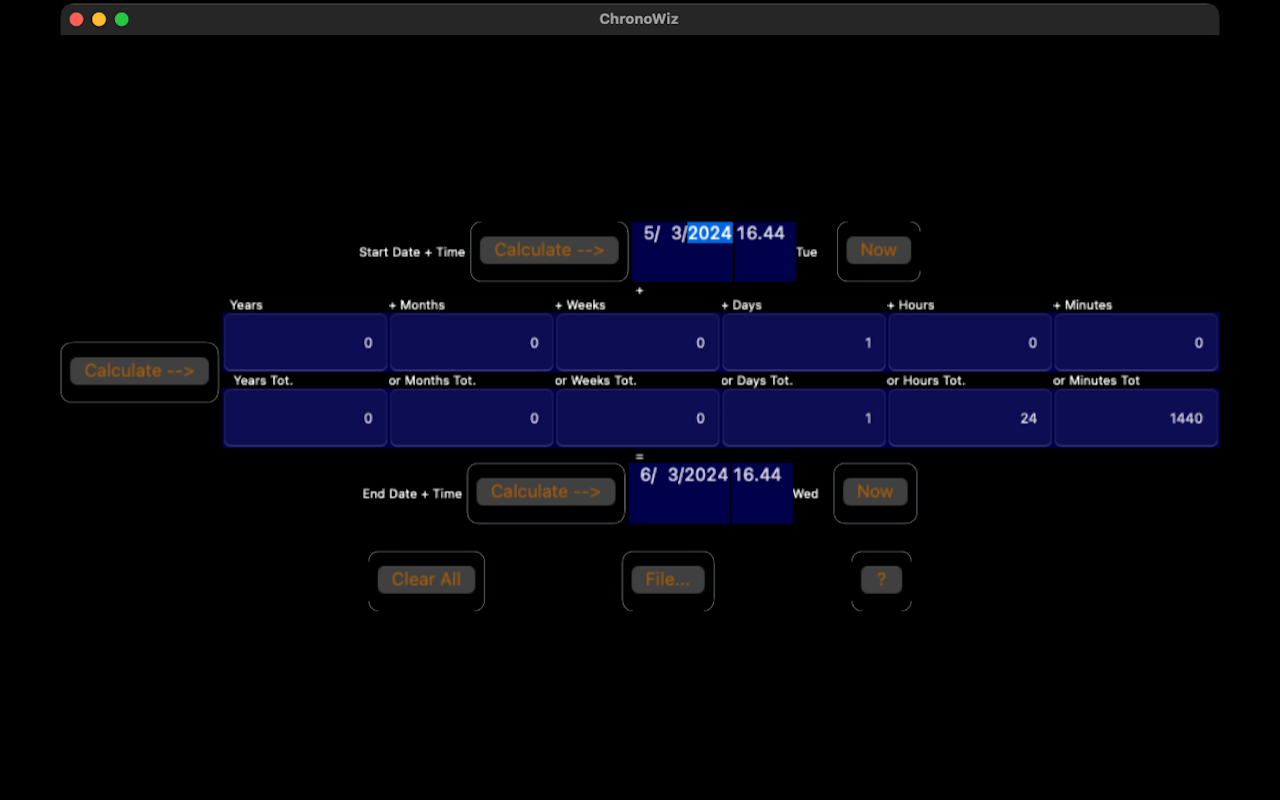 ChronoWiz
Start Date + Time Calculate --> 5/ 3/2024 16.44 Tue Now
+
Years + Months + Weeks + Days + Hours + Minutes
0 0 0 1 0 0
Calculate -->
Years Tot. or Months Tot. or Weeks Tot. or Days Tot. or Hours Tot. or Minutes Tot
0 0 0 1 24 1440
=
End Date + Time Calculate --> 6/ 3/2024 16.44 Wed Now
Clear All File... ?